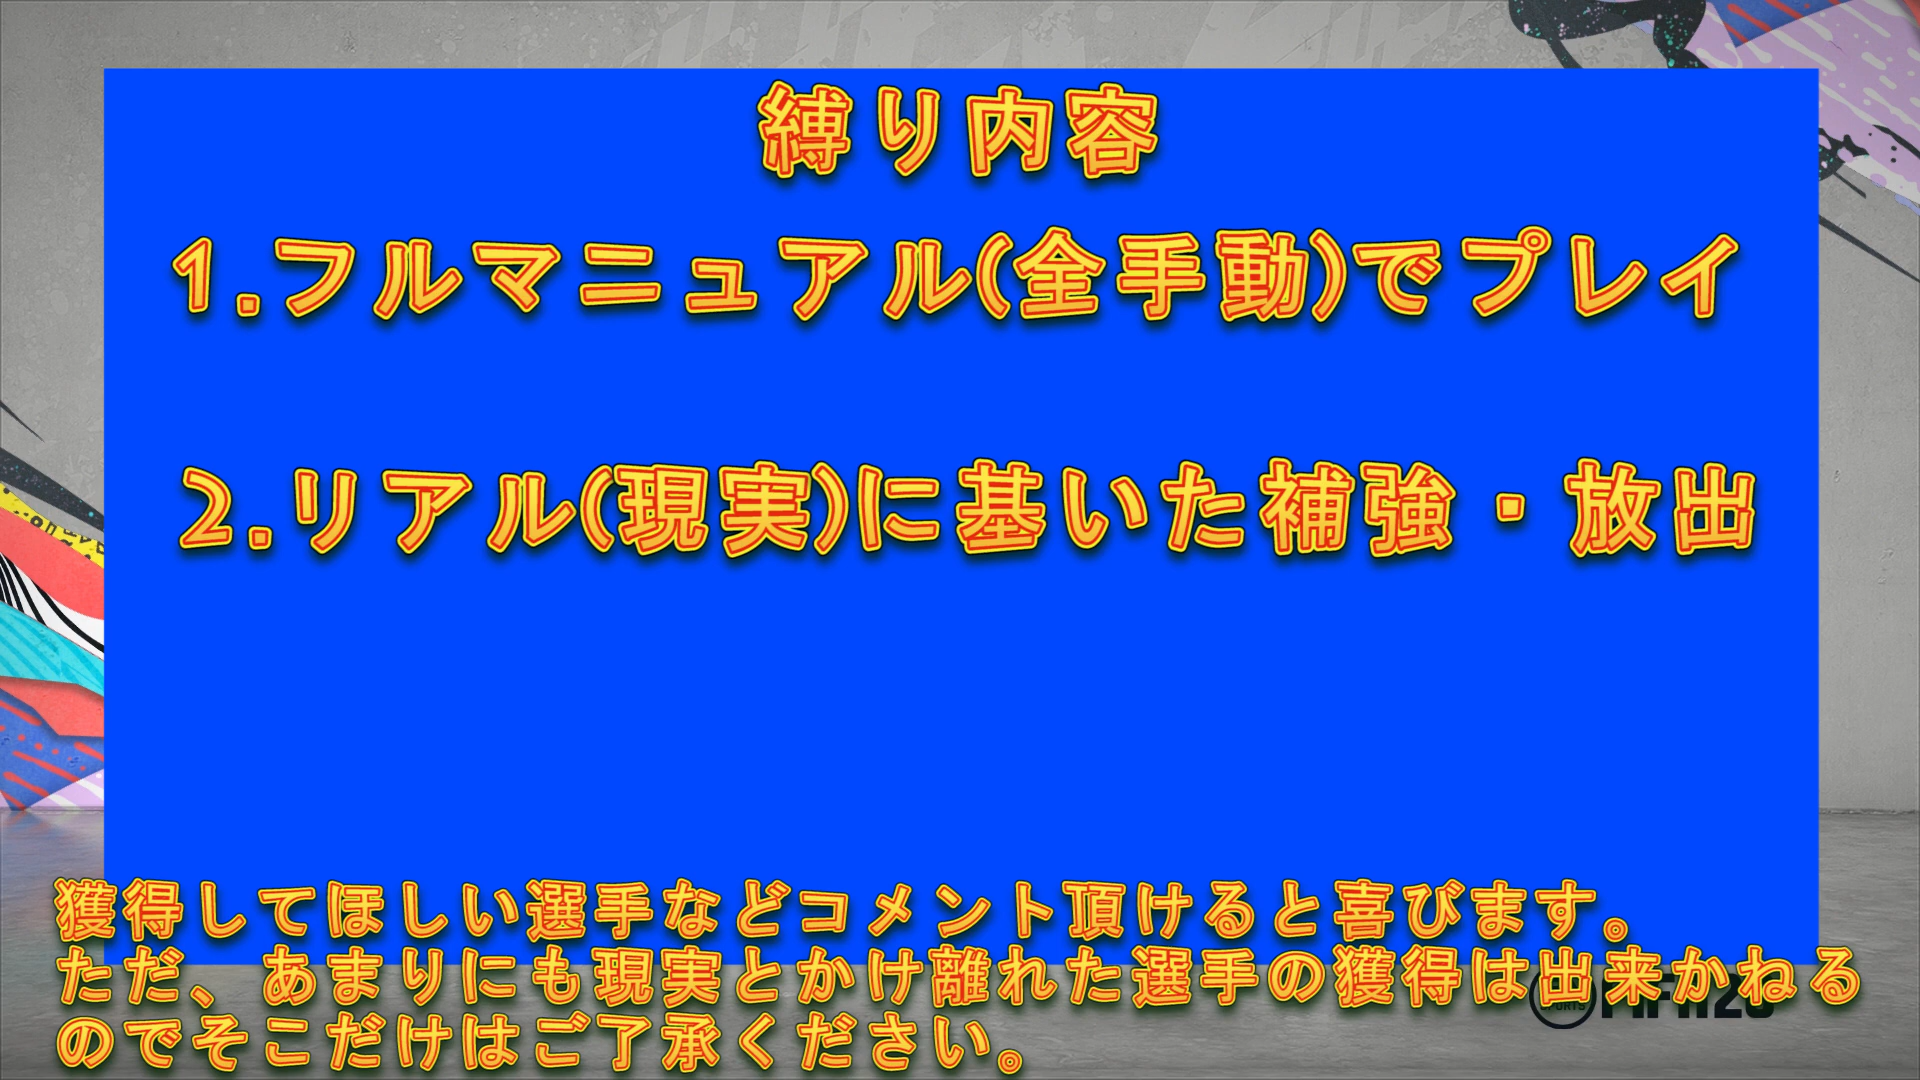 縛り内容
1.フルマニュアル(全手動)でプレイ
2.リアル(現実)に基いた補強・放出
獲得してほしい選手などコメント頂けると喜びます。
ただ、あまりにも現実とかけ離れた選手の獲得は出来かねる
のでそこだけはご了承ください。